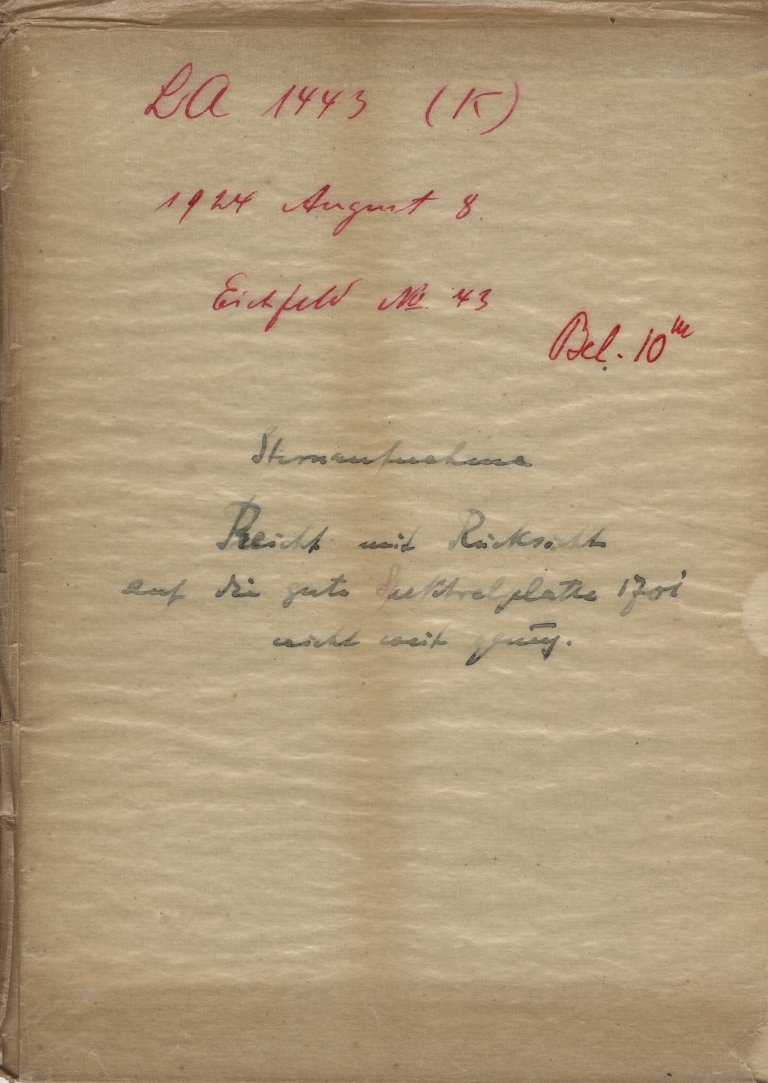 LA 1443 (K)
1924 August 8.
Eichfeld No. 43
Bel. 10m
Sternaufnahme
Reicht mit Rücksicht
auf die gute Spektralplatte 1701
nicht weit genug.